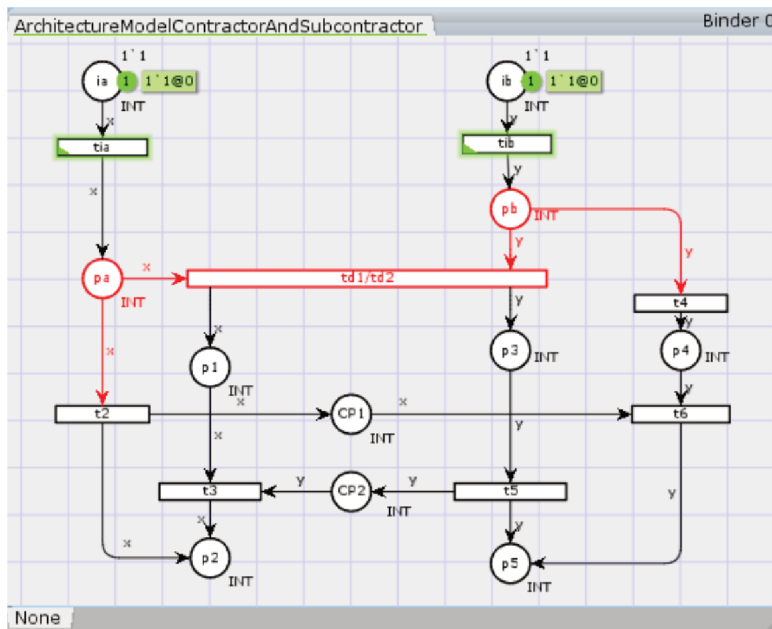 ArchitectureModelContractorAndSubcontractor
Binder 0
1`1
1`1
ia
1
1`1@0
ib
1
1`1@0
INT
INT
x
y
tia
tib
x
y
pb
INT
y
y
pa
x
td1/td2
INT
t4
x
y
y
x
p3
p4
p1
INT
INT
INT
x
x
y
t2
CP1
t6
INT
x
y
y
y
y
t3
CP2
t5
INT
x
x
y
p2
p5
INT
INT
None